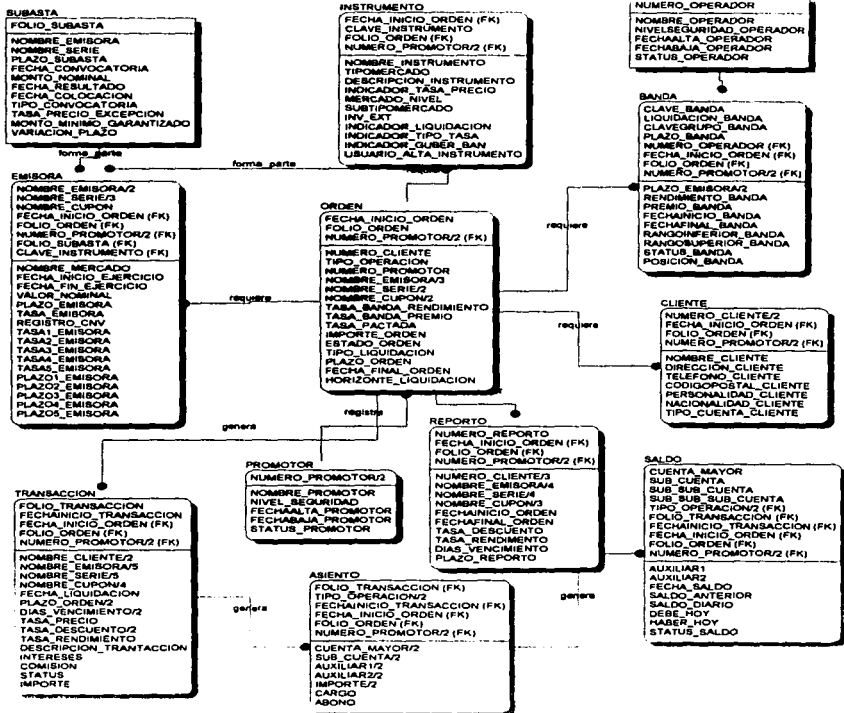 SUBASTA
FOLIO_SUBASTA
NOMBRE_EMISORA
NOMBRE_SERIE
PLAZO_SUBASTA
FECHA_CONVOCATORIA
MONTO_NOMINAL
FECHA_RESULTADO
FECHA_COLOCACION
TIPO_CONVOCATORIA
TASA_PRECIO_EXCEPCION
MONTO_MINIMO_GARANTIZADO
VARIACION_PLAZO
forma_parte
INSTRUMENTO
FECHA_INICIO_ORDEN
CLAVE_INSTRUMENTO
FOLIO_ORDEN (FK)
NUMERO_PROMOTOR/2 (FK)
NOMBRE_INSTRUMENTO
TIPOMERCADO
DESCRIPCION_INSTRUMENTO
INDICADOR_TASA_PRECIO
MERCADO_NIVEL
SUBTIPOMERCADO
INV_EXT
INDICADOR_LIQUIDACION
INDICADOR_TIPO_TASA
INDICADOR_GUBER_BAN
USUARIO_ALTA_INSTRUMENTO
forma_parte
NUMERO_OPERADOR
NOMBRE_OPERADOR
NIVELSEGURIDAD_OPERADOR
FECHAALTA_OPERADOR
FECHABAJA_OPERADOR
STATUS_OPERADOR
BANDA
CLAVE_BANDA
LIQUIDACION_BANDA
CLAVEGRUPO_BANDA
PLAZO_BANDA
NUMERO_OPERADOR (FK)
FECHA_INICIO_ORDEN (FK)
FOLIO_ORDEN (FK)
NUMERO_PROMOTOR/2 (FK)
PLAZO_EMISORA/2
RENDIMIENTO_BANDA
PREMIO_BANDA
FECHAINICIO_BANDA
FECHAFINAL_BANDA
RANGOINFERIOR_BANDA
RANGOSUPERIOR_BANDA
STATUS_BANDA
POSICION_BANDA
EMISORA
NOMBRE_EMISORA/2
NOMBRE_SERIE/3
NOMBRE_CUPON
FECHA_INICIO_ORDEN (FK)
FOLIO_ORDEN (FK)
NUMERO_PROMOTOR/2 (FK)
FOLIO_SUBASTA (FK)
CLAVE_INSTRUMENTO (FK)
NOMBRE_MERCADO
FECHA_INICIO_EJERCICIO
FECHA_FIN_EJERCICIO
VALOR_NOMINAL
PLAZO_EMISORA
TASA_EMISORA
REGISTRO_CNV
TASA1_EMISORA
TASA2_EMISORA
TASA3_EMISORA
TASA4_EMISORA
TASA5_EMISORA
PLAZO1_EMISORA
PLAZO2_EMISORA
PLAZO3_EMISORA
PLAZO4_EMISORA
PLAZO5_EMISORA
requiere
ORDEN
FECHA_INICIO_ORDEN
FOLIO_ORDEN
NUMERO_PROMOTOR/2 (FK)
NUMERO_CLIENTE
TIPO_OPERACION
NUMERO_PROMOTOR
NOMBRE_EMISORA/3
NOMBRE_SERIE/2
NOMBRE_CUPON/2
TASA_BANDA_RENDIMIENTO
TASA_BANDA_PREMIO
TASA_PACTADA
IMPORTE_ORDEN
ESTADO_ORDEN
TIPO_LIQUIDACION
PLAZO_ORDEN
FECHA_FINAL_ORDEN
HORIZONTE_LIQUIDACION
requiere
requiere
CLIENTE
NUMERO_CLIENTE/2
FECHA_INICIO_ORDEN (FK)
FOLIO_ORDEN (FK)
NUMERO_PROMOTOR/2 (FK)
NOMBRE_CLIENTE
DIRECCIÓN_CLIENTE
TELEFONO_CLIENTE
CODIGOPOSTAL_CLIENTE
PERSONALIDAD_CLIENTE
NACIONALIDAD_CLIENTE
TIPO_CUENTA_CLIENTE
genera
registra
PROMOTOR
NUMERO_PROMOTOR/2
NOMBRE_PROMOTOR
NIVEL_SEGURIDAD
FECHAALTA_PROMOTOR
FECHABAJA_PROMOTOR
STATUS_PROMOTOR
REPORTO
NUMERO_REPORTO
FECHA_INICIO_ORDEN (FK)
FOLIO_ORDEN (FK)
NUMERO_PROMOTOR/2 (FK)
NUMERO_CLIENTE/3
NOMBRE_EMISORA/4
NOMBRE_SERIE/4
NOMBRE_CUPON/3
FECHAINICIO_ORDEN
FECHAFINAL_ORDEN
TASA_DESCUENTO
TASA_RENDIMENTO
DIAS_VENCIMIENTO
PLAZO_REPORTO
SALDO
CUENTA_MAYOR
SUB_CUENTA
SUB_SUB_CUENTA
SUB_SUB_SUB_CUENTA
TIPO_OPERACION/2 (FK)
FOLIO_TRANSACCION (FK)
FECHAINICIO_TRANSACCION (FK)
FECHA_INICIO_ORDEN (FK)
FOLIO_ORDEN (FK)
NUMERO_PROMOTOR/2 (FK)
AUXILIAR1
AUXILIAR2
FECHA_SALDO
SALDO_ANTERIOR
SALDO_DIARIO
DEBE_HOY
HABER_HOY
STATUS_SALDO
TRANSACCION
FOLIO_TRANSACCION
FECHAINICIO_TRANSACCION
FECHA_INICIO_ORDEN (FK)
FOLIO_ORDEN (FK)
NUMERO_PROMOTOR/2 (FK)
NOMBRE_CLIENTE/2
NOMBRE_EMISORA/5
NOMBRE_SERIE/5
NOMBRE_CUPON/4
FECHA_LIQUIDACION
PLAZO_ORDEN/2
DIAS_VENCIMIENTO/2
TASA_PRECIO
TASA_DESCUENTO/2
TASA_RENDIMIENTO
DESCRIPCION_TRANTACCION
INTERESES
COMISION
STATUS
IMPORTE
genera
ASIENTO
FOLIO_TRANSACCION (FK)
TIPO_OPERACION/2
FECHAINICIO_TRANSACCION (FK)
FECHA_INICIO_ORDEN (FK)
FOLIO_ORDEN (FK)
NUMERO_PROMOTOR/2 (FK)
CUENTA_MAYOR/2
SUB_CUENTA/2
AUXILIAR1/2
AUXILIAR2/2
IMPORTE/2
CARGO
ABONO
genera